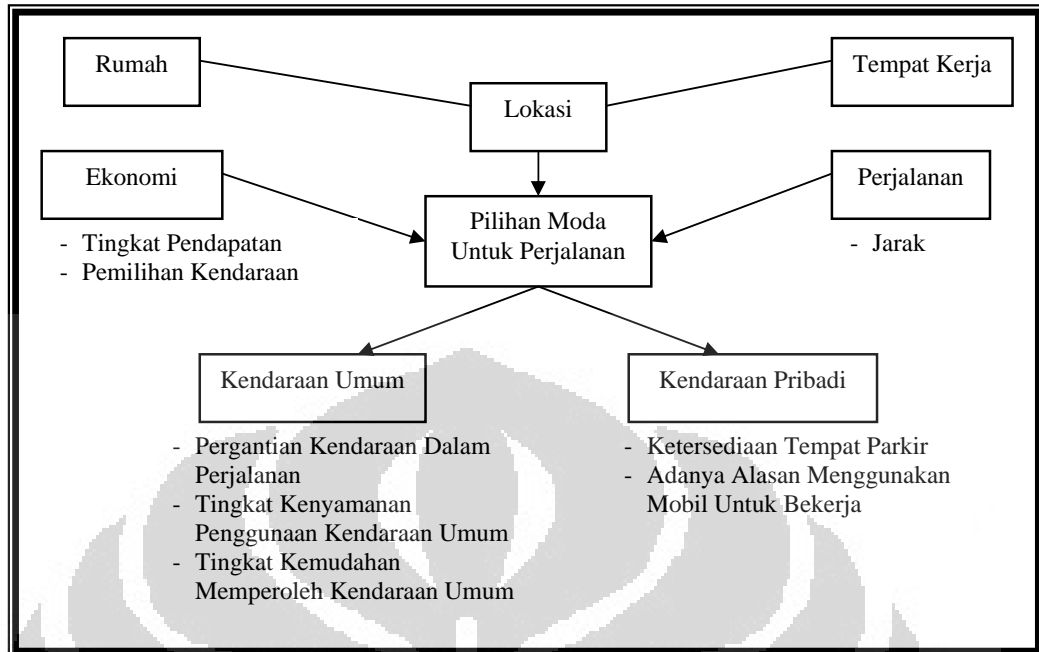 Rumah
Tempat Kerja
Lokasi
Ekonomi
Perjalanan
- Tingkat Pendapatan
- Pemilihan Kendaraan
Pilihan Moda
Untuk Perjalanan
- Jarak
Kendaraan Umum
Kendaraan Pribadi
- Pergantian Kendaraan Dalam
Perjalanan
- Tingkat Kenyamanan
Penggunaan Kendaraan Umum
- Tingkat Kemudahan
Memperoleh Kendaraan Umum
- Ketersediaan Tempat Parkir
- Adanya Alasan Menggunakan
Mobil Untuk Bekerja